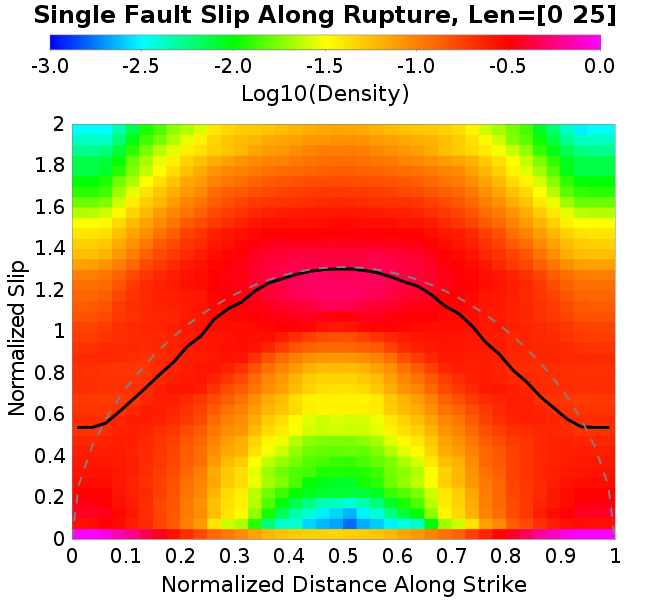 Single Fault Slip Along Rupture, Len=[0 25]
-3.0 -2.5 -2.0 -1.5 -1.0 -0.5 0.0
Log10(Density)
Normalized Slip
2
1.8
1.6
1.4
1.2
1
0.8
0.6
0.4
0.2
0
0 0.1 0.2 0.3 0.4 0.5 0.6 0.7 0.8 0.9 1
Normalized Distance Along Strike